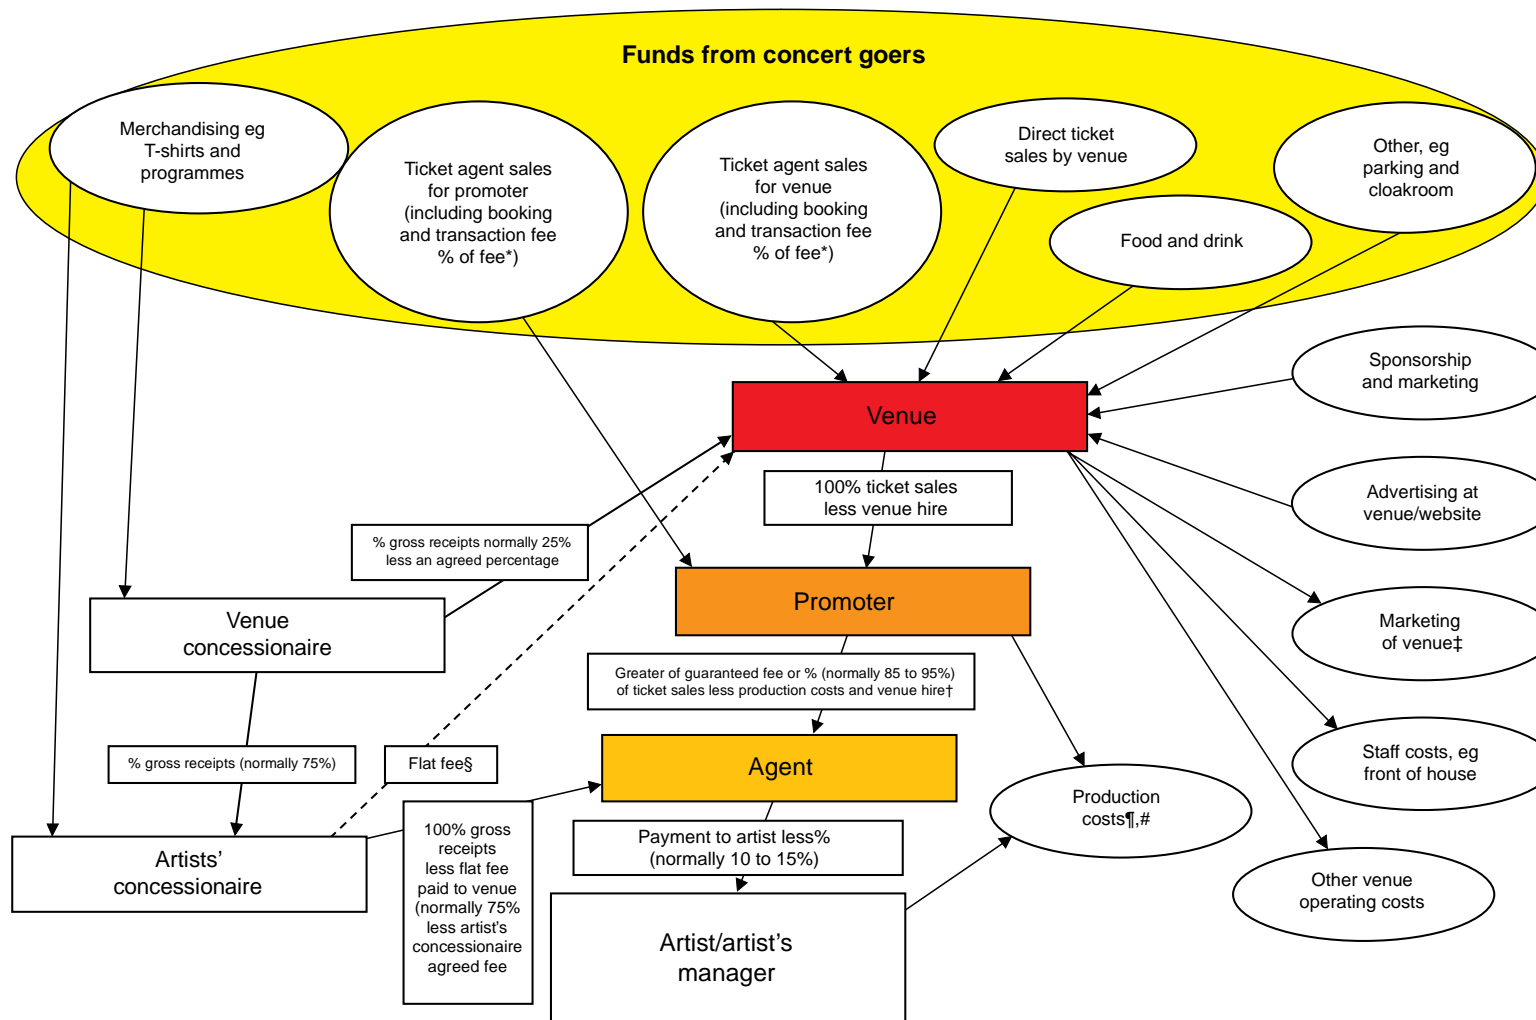 Funds from concert goers
Merchandising eg
T-shirts and
programmes
Ticket agent sales
for promoter
(including booking
and transaction fee
% of fee*)
Ticket agent sales
for venue
(including booking
and transaction fee
% of fee*)
Direct ticket
sales by venue
Food and drink
Other, eg
parking and
cloakroom
Sponsorship
and marketing
Venue
100% ticket sales
less venue hire
Advertising at
venue/website
% gross receipts normally 25%
less an agreed percentage
Promoter
Venue
concessionaire
Marketing
of venue‡
Greater of guaranteed fee or % (normally 85 to 95%)
of ticket sales less production costs and venue hire†
% gross receipts (normally 75%)
Flat fee§
Agent
Staff costs, eg
front of house
Production
costs¶,#
100% gross
receipts
less flat fee
paid to venue
(normally 75%
less artist's
concessionaire
agreed fee
Payment to artist less%
(normally 10 to 15%)
Artists'
concessionaire
Other venue
operating costs
Artist/artist's
manager